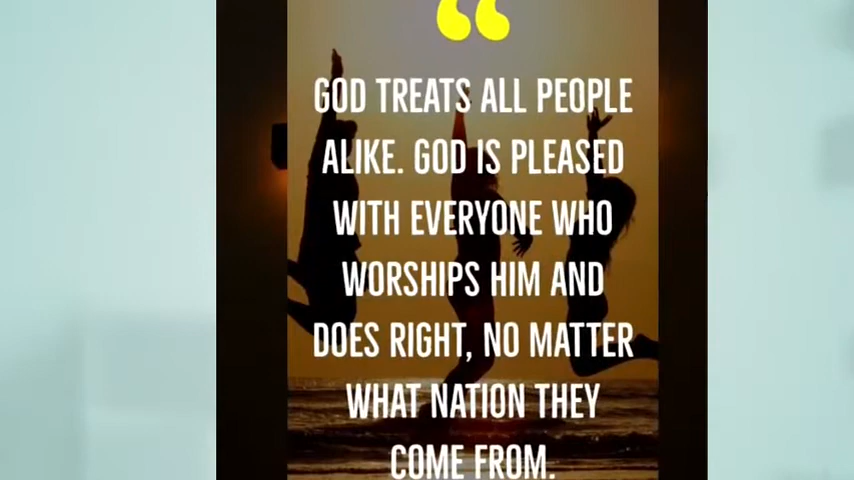 “
GOD TREATS ALL PEOPLE
ALIKE. GOD IS PLEASED
WITH EVERYONE WHO
WORSHIPS HIM AND
DOES RIGHT, NO MATTER
WHAT NATION THEY
COME FROM.